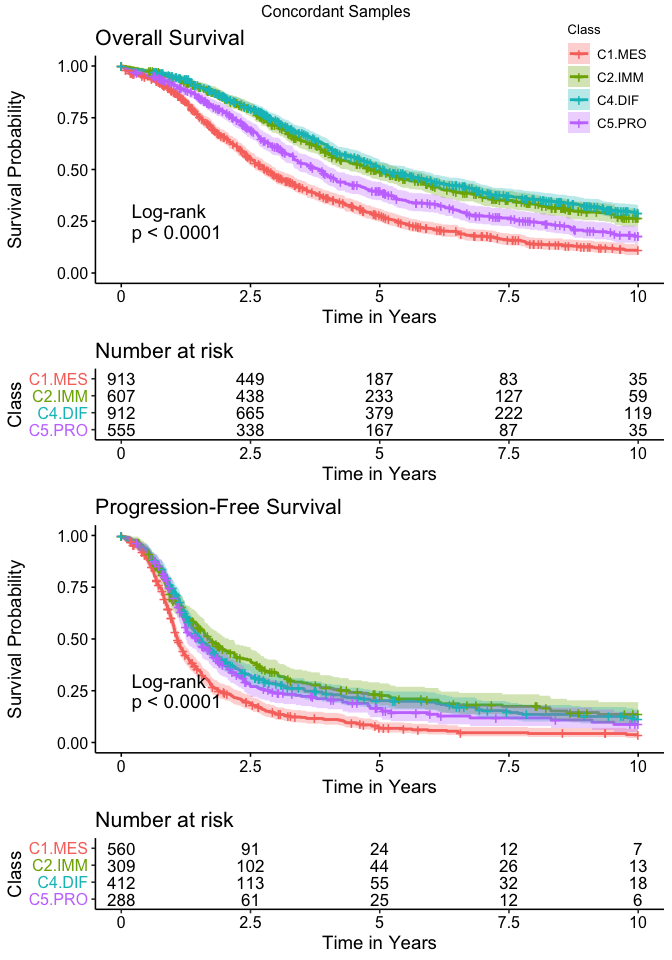 Concordant Samples
Overall Survival
Class
C1.MES
C2.IMM
C4.DIF
C5.PRO
Survival Probability
1.00
0.75
0.50
0.25
0.00
Log-rank
p < 0.0001
0 2.5 5 7.5 10
Time in Years
Number at risk
Class
C1.MES 913 449 187 83 35
C2.IMM 607 438 233 127 59
C4.DIF 912 665 379 222 119
C5.PRO 555 338 167 87 35
0 2.5 5 7.5 10
Time in Years
Progression-Free Survival
Survival Probability
1.00
0.75
0.50
0.25
0.00
Log-rank
p < 0.0001
0 2.5 5 7.5 10
Time in Years
Number at risk
Class
C1.MES 560 91 24 12 7
C2.IMM 309 102 44 26 13
C4.DIF 412 113 55 32 18
C5.PRO 288 61 25 12 6
0 2.5 5 7.5 10
Time in Years